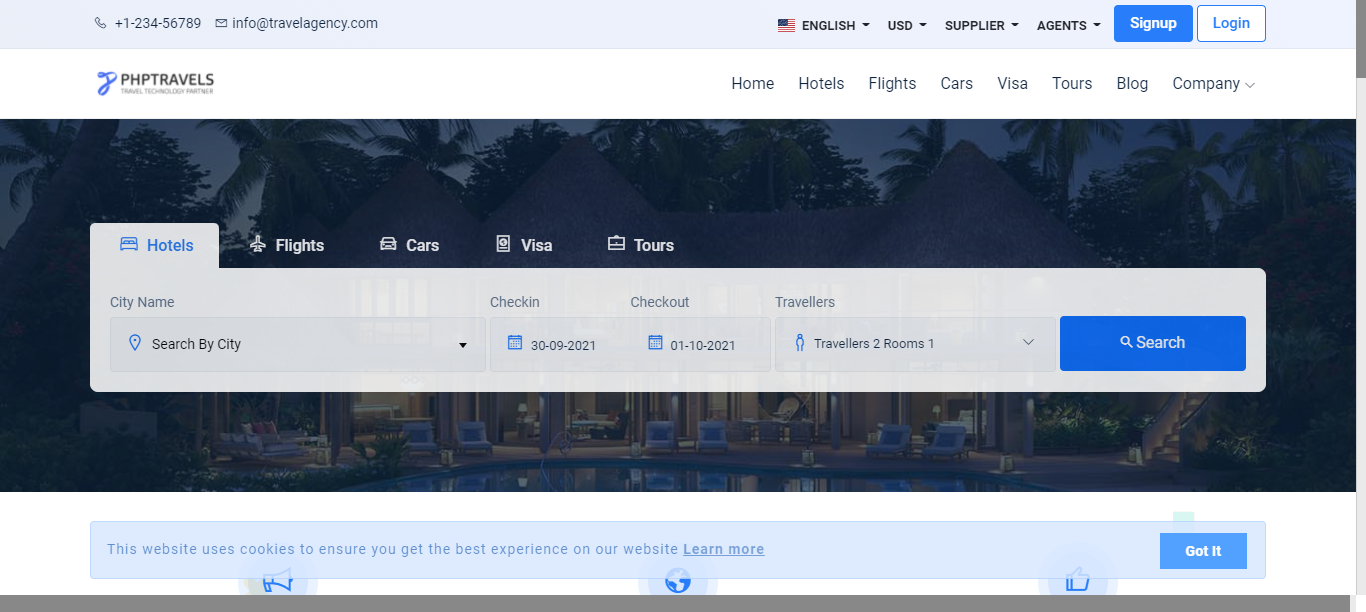 +1-234-56789 info@travelagency.com ENGLISH USD SUPPLIER AGENTS Signup Login
PHPTRAVELS
TRAVEL TECHNOLOGY PARTNER
Home Hotels Flights Cars Visa Tours Blog Company
Hotels Flights Cars Visa Tours
City Name Checkin Checkout Travellers
Search By City 30-09-2021 01-10-2021 Travellers 2 Rooms 1 Search
This website uses cookies to ensure you get the best experience on our website Learn more Got It